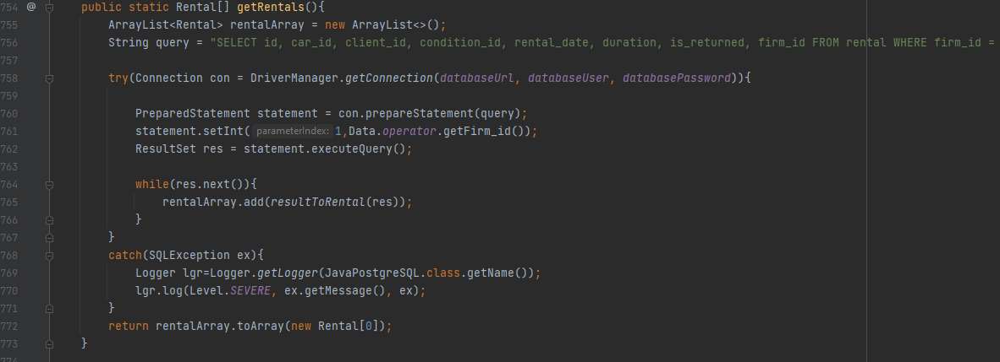 754 @ public static Rental[] getRentals(){
755 ArrayList<Rental> rentalArray = new ArrayList<>();
756 String query = "SELECT id, car_id, client_id, condition_id, rental_date, duration, is_returned, firm_id FROM rental WHERE firm_id =
757
758 try(Connection con = DriverManager.getConnection(databaseUrl, databaseUser, databasePassword)){
759
760 PreparedStatement statement = con.prepareStatement(query);
761 statement.setInt( parameterIndex: 1,Data.operator.getFirm_id());
762 ResultSet res = statement.executeQuery();
763
764 while(res.next()){
765 rentalArray.add(resultToRental(res));
766 }
767 }
768 catch(SQLException ex){
769 Logger lgr=Logger.getLogger(JavaPostgreSQL.class.getName());
770 lgr.log(Level.SEVERE, ex.getMessage(), ex);
771 }
772 return rentalArray.toArray(new Rental[0]);
773 }